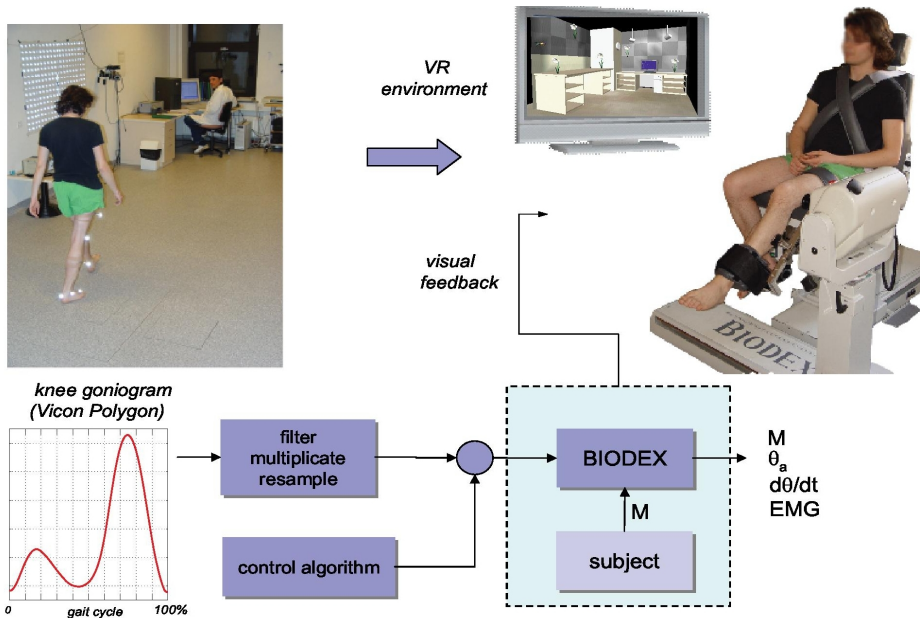 VR
environment
BIODEX
visual
feedback
knee goniogram
(Vicon Polygon)
filter
multiplicate
resample
BIODEX
M
θa
dθ/dt
EMG
M
control algorithm
subject
0
gait cycle
100%